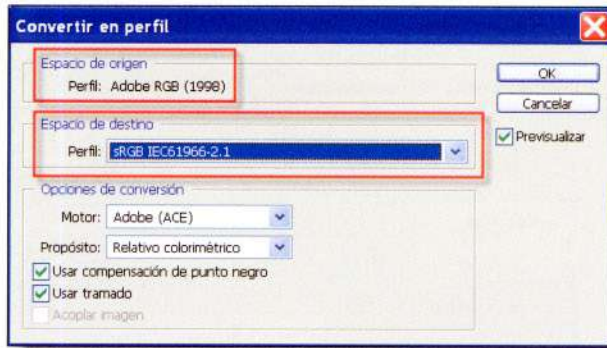 Convertir en perfil
Espacio de origen
Perfil: Adobe RGB (1998)
OK
Cancelar
Previsualizar
Espacio de destino
Perfil: sRGB IEC61966-2.1
Opciones de conversión
Motor: Adobe (ACE)
Propósito: Relativo colorimétrico
Usar compensación de punto negro
Usar tramado
Acoplar imagen